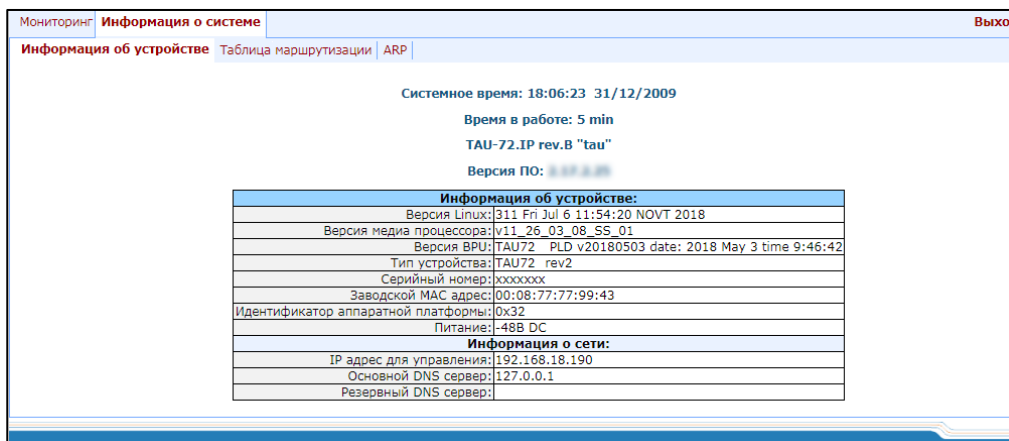 Мониторинг Информация о системе Выхо
Информация об устройстве Таблица маршрутизации ARP
Системное время: 18:06:23 31/12/2009
Время в работе: 5 min
TAU-72.IP rev.B "tau"
Версия ПО:
Информация об устройстве:
Версия Linux: 311 Fri Jul 6 11:54:20 NOVT 2018
Версия медиа процессора: v11_26_03_08_SS_01
Версия BPU: TAU72 PLD v20180503 date: 2018 May 3 time 9:46:42
Тип устройства: TAU72 rev2
Серийный номер: xxxxxxx
Заводской MAC адрес: 00:08:77:77:99:43
Идентификатор аппаратной платформы: 0x32
Питание: -48В DC
Информация о сети:
IP адрес для управления: 192.168.18.190
Основной DNS сервер: 127.0.0.1
Резервный DNS сервер: